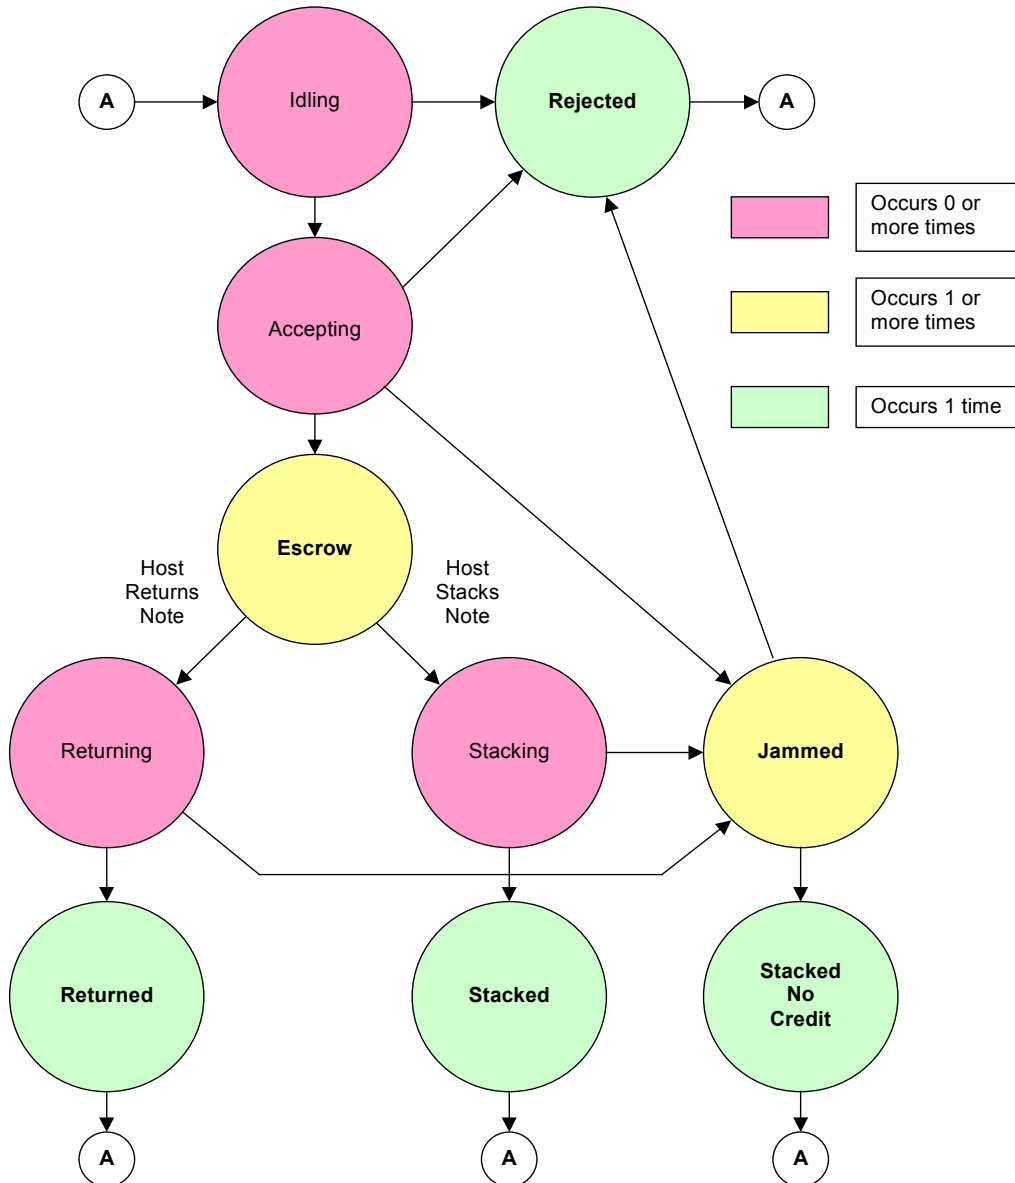 A
Idling
Rejected
A
Occurs 0 or
more times
Accepting
Occurs 1 or
more times
Occurs 1 time
Escrow
Host
Returns
Note
Host
Stacks
Note
Returning
Stacking
Jammed
Returned
Stacked
Stacked
No
Credit
A
A
A